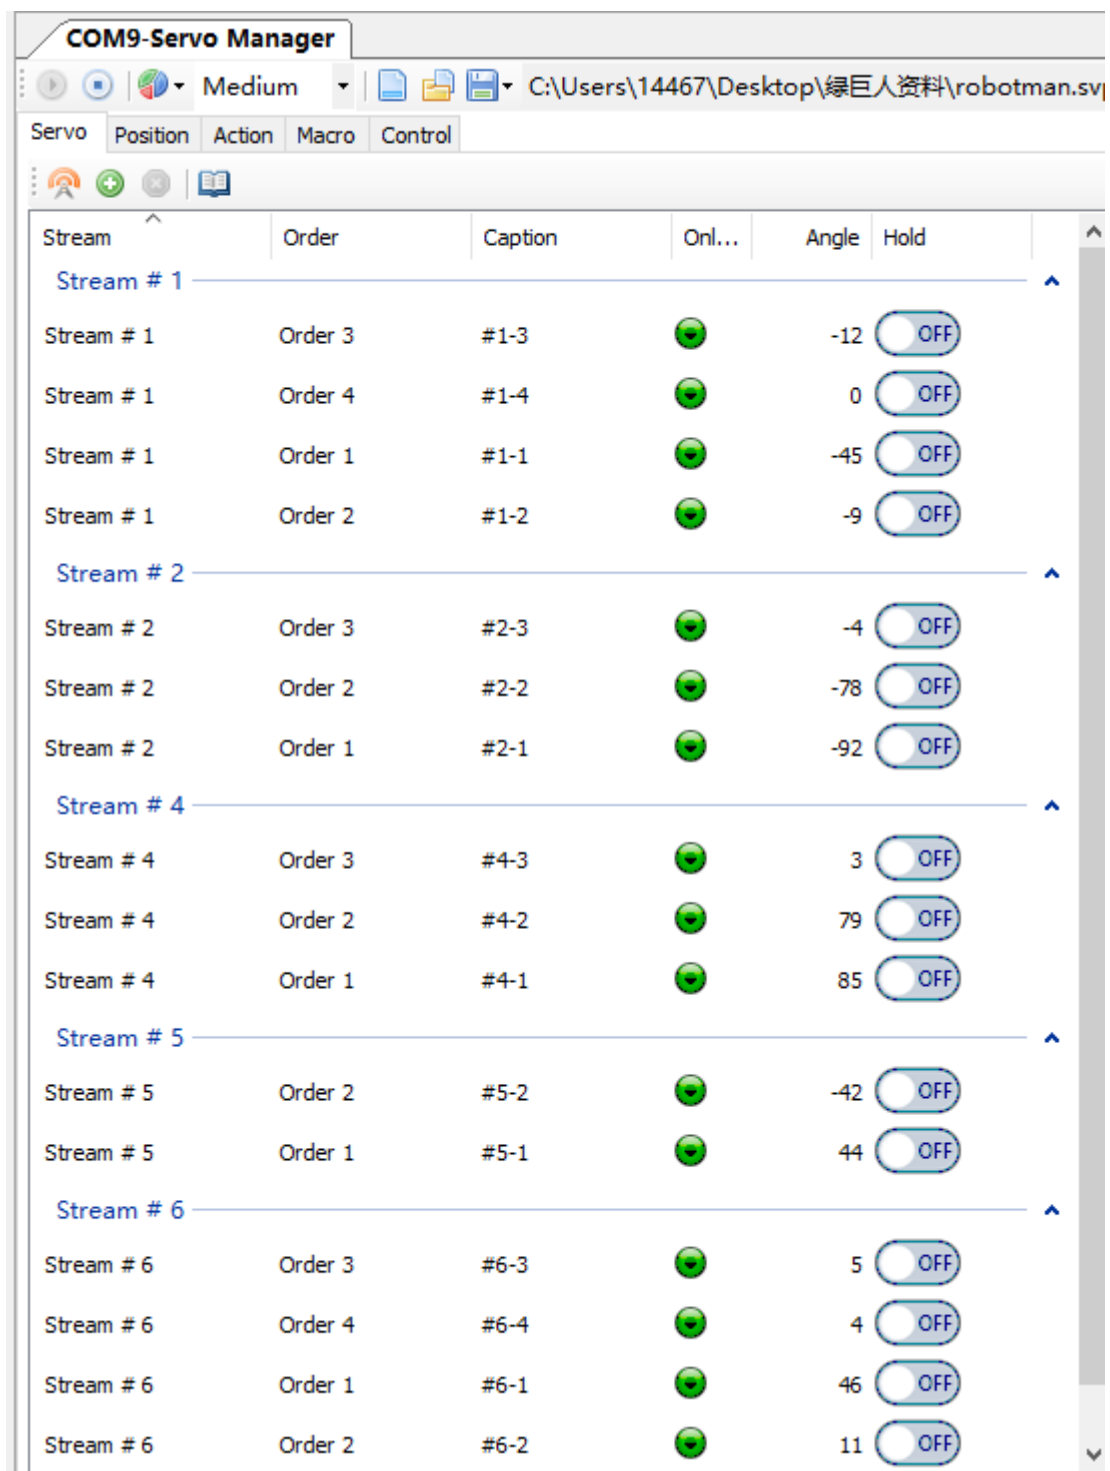 COM9-Servo Manager
Medium C:\Users\14467\Desktop\绿巨人资料\robotman.svp
Servo Position Action Macro Control
Stream Order Caption Onl... Angle Hold
Stream # 1
Stream # 1 Order 3 #1-3 -12 OFF
Stream # 1 Order 4 #1-4 0 OFF
Stream # 1 Order 1 #1-1 -45 OFF
Stream # 1 Order 2 #1-2 -9 OFF
Stream # 2
Stream # 2 Order 3 #2-3 -4 OFF
Stream # 2 Order 2 #2-2 -78 OFF
Stream # 2 Order 1 #2-1 -92 OFF
Stream # 4
Stream # 4 Order 3 #4-3 3 OFF
Stream # 4 Order 2 #4-2 79 OFF
Stream # 4 Order 1 #4-1 85 OFF
Stream # 5
Stream # 5 Order 2 #5-2 -42 OFF
Stream # 5 Order 1 #5-1 44 OFF
Stream # 6
Stream # 6 Order 3 #6-3 5 OFF
Stream # 6 Order 4 #6-4 4 OFF
Stream # 6 Order 1 #6-1 46 OFF
Stream # 6 Order 2 #6-2 11 OFF